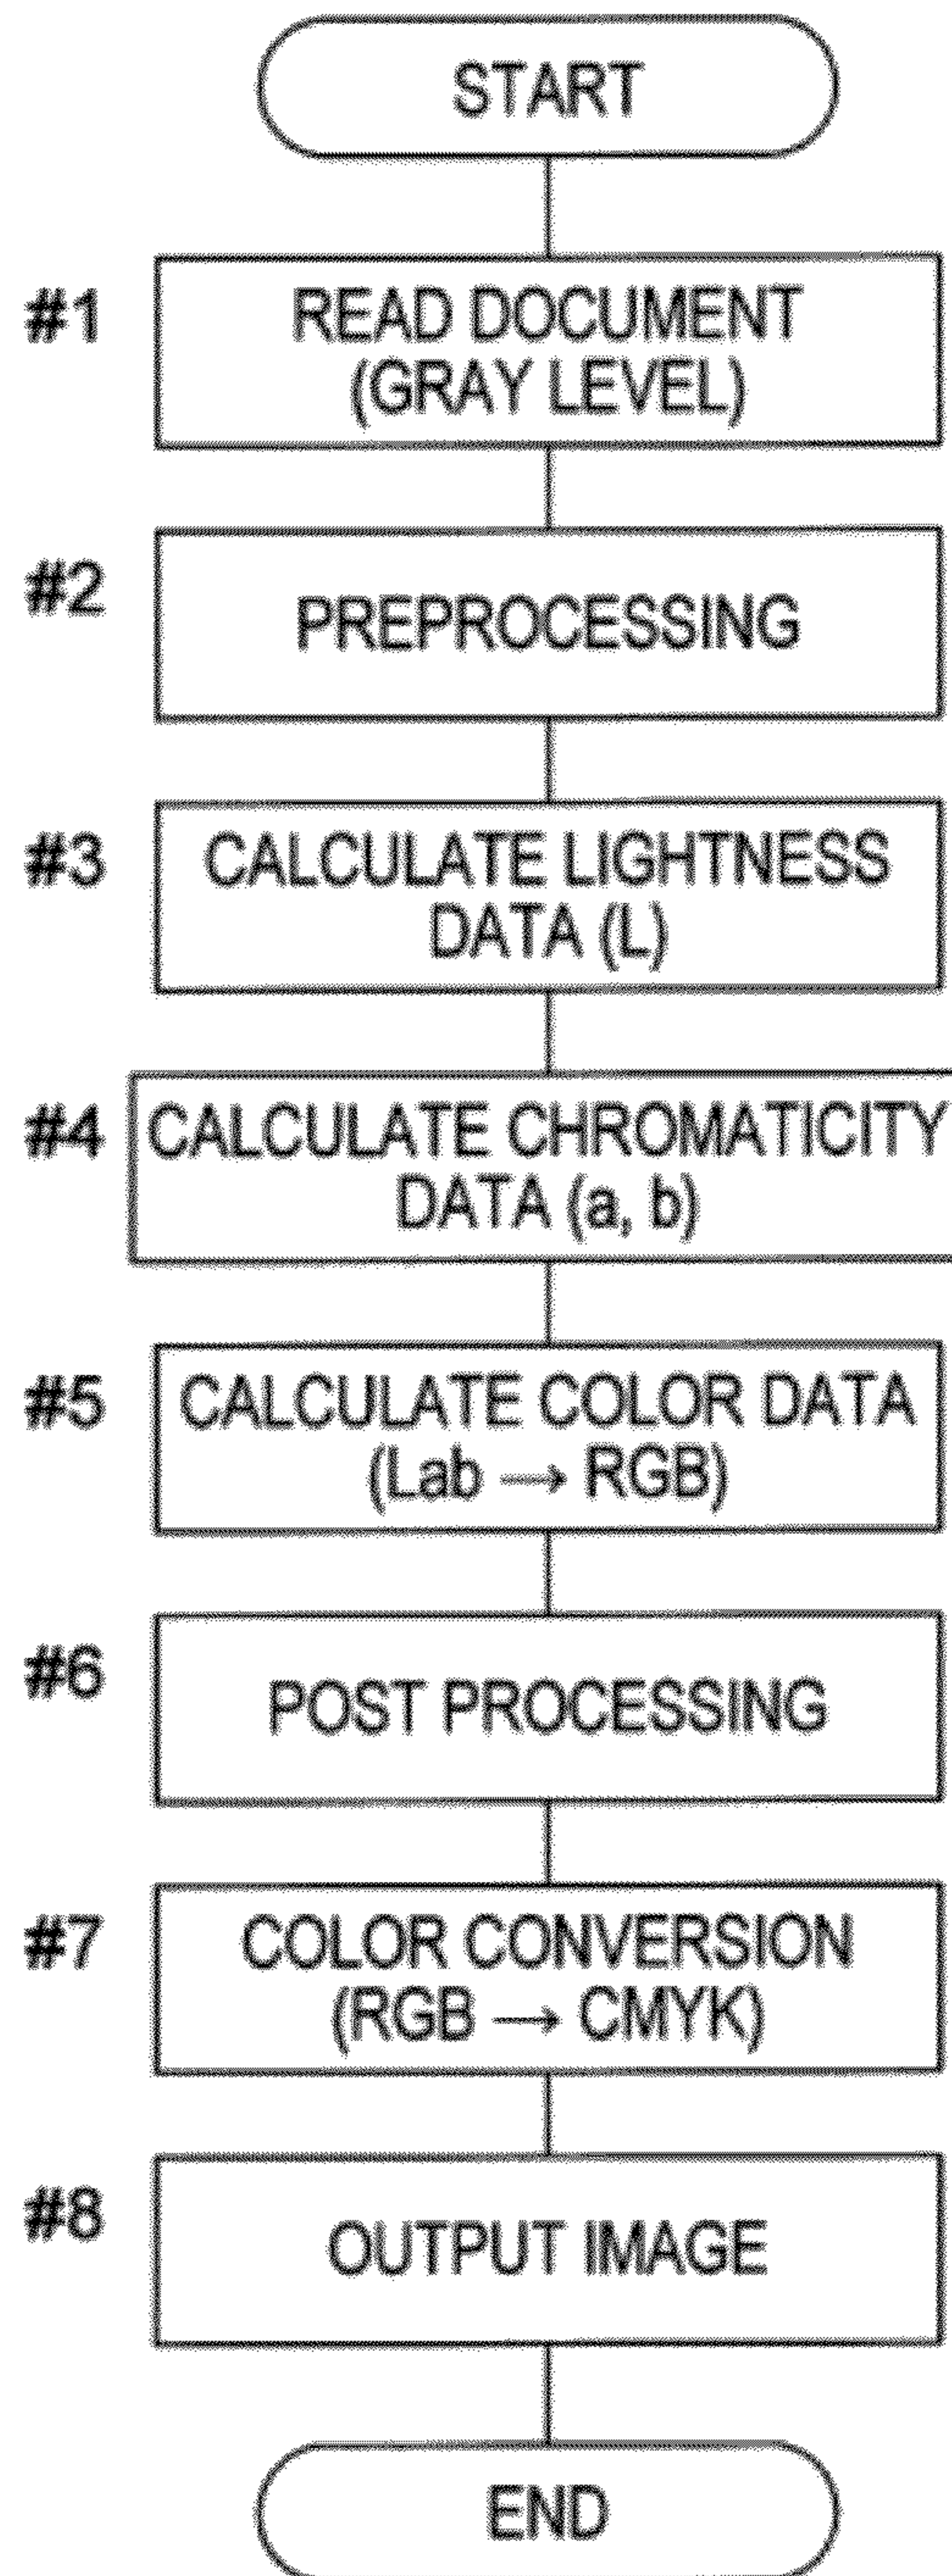 START
#1
READ DOCUMENT
(GRAY LEVEL)
#2
PREPROCESSING
#3
CALCULATE LIGHTNESS
DATA (L)
#4
CALCULATE CHROMATICITY
DATA (a, b)
#5
CALCULATE COLOR DATA
(Lab → RGB)
#6
POST PROCESSING
#7
COLOR CONVERSION
(RGB → CMYK)
#8
OUTPUT IMAGE
END